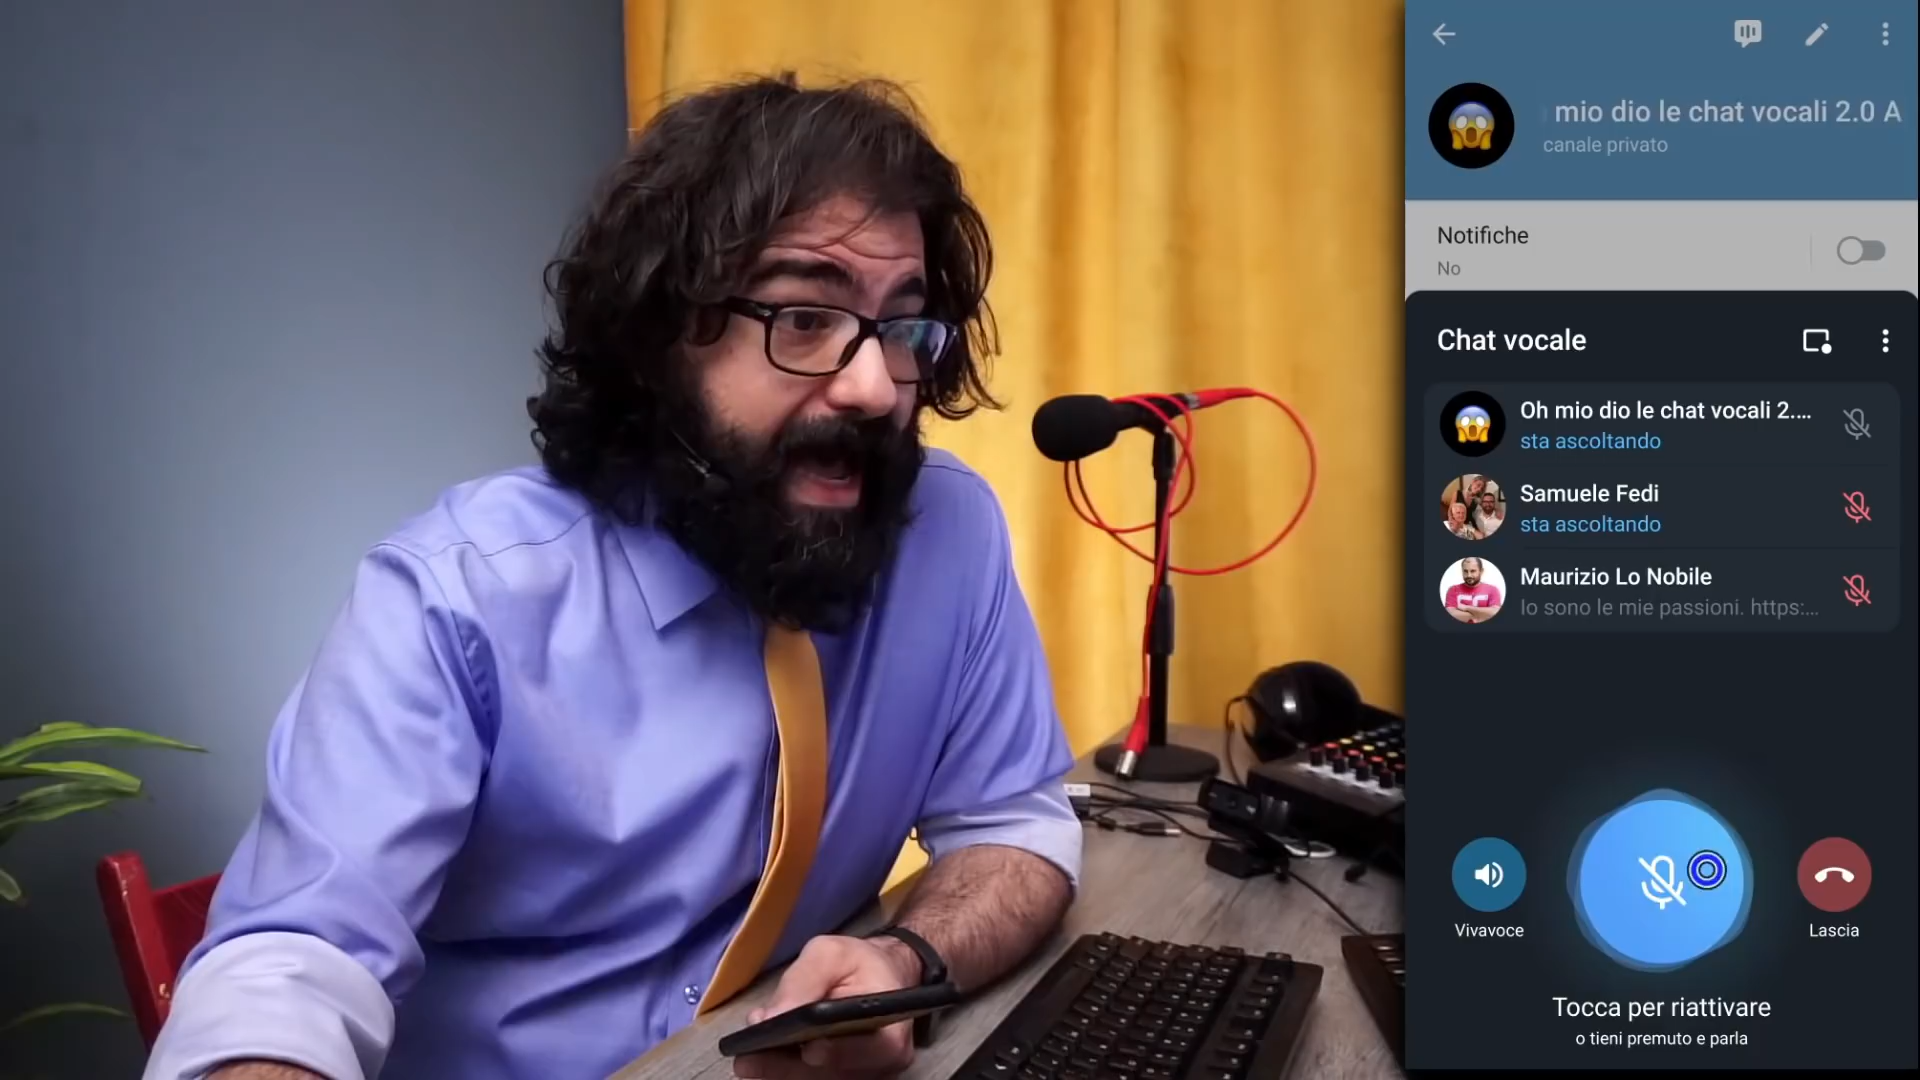 mio dio le chat vocali 2.0 A
canale privato
Notifiche
No
Chat vocale
Oh mio dio le chat vocali 2....
sta ascoltando
Samuele Fedi
sta ascoltando
Maurizio Lo Nobile
Io sono le mie passioni. https:...
Vivavoce
Lascia
Tocca per riattivare
o tieni premuto e parla